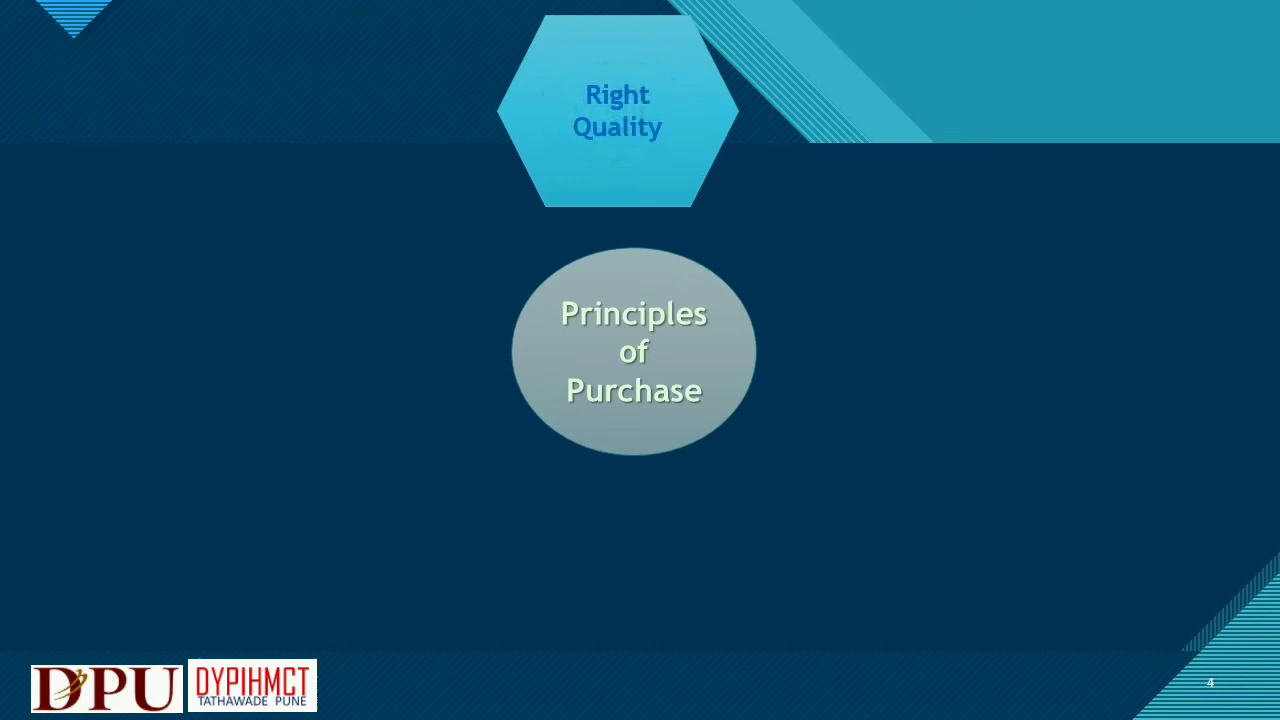 Right
Quality
Principles
of
Purchase
DPU
DYPIHMCT
TATHAWADE PUNE
4